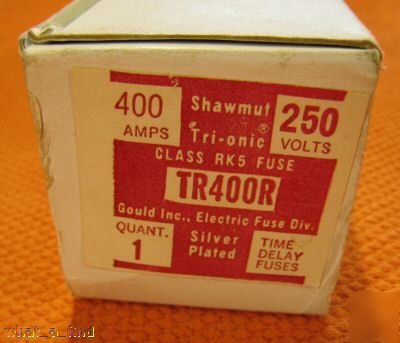 400 AMPS
Shawmut
Tri-onic®
250 VOLTS
CLASS RK5 FUSE
TR400R
Gould Inc., Electric Fuse Div.
QUANT. 1
Silver Plated
TIME DELAY FUSES
what_a_find